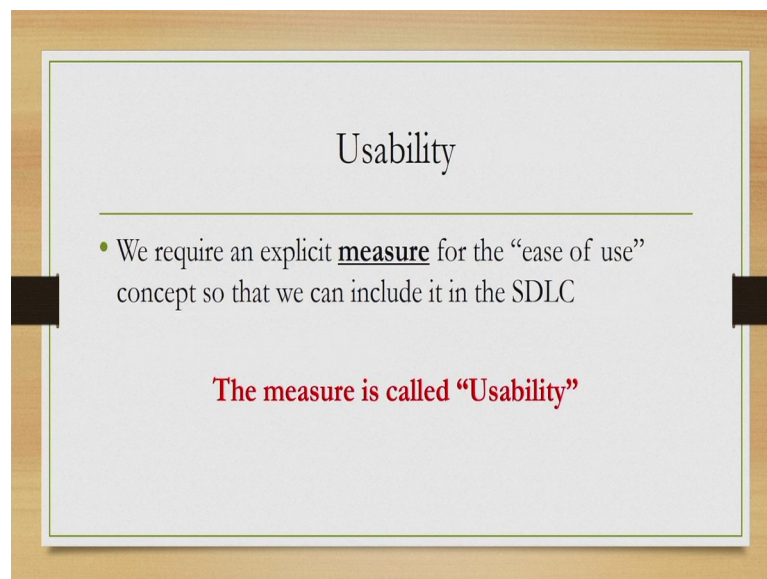 Usability
• We require an explicit measure for the “ease of use”
concept so that we can include it in the SDLC
The measure is called “Usability”